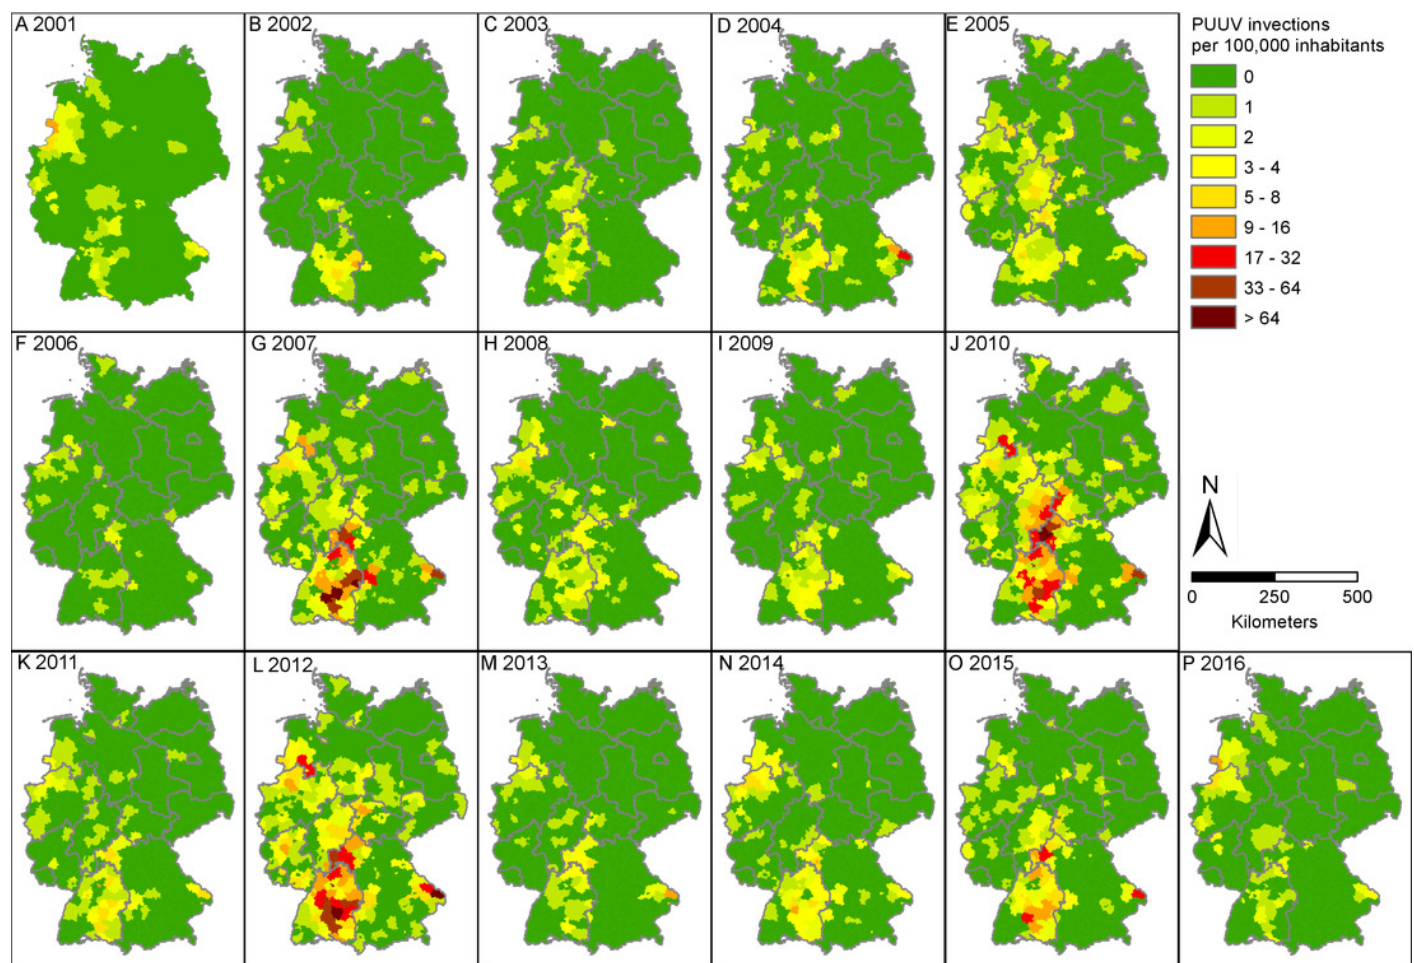 A 2001
B 2002
C 2003
D 2004
E 2005
PUUV invections
per 100,000 inhabitants
0
1
2
3 - 4
5 - 8
9 - 16
17 - 32
33 - 64
> 64
F 2006
G 2007
H 2008
I 2009
J 2010
N
0 250 500
Kilometers
K 2011
L 2012
M 2013
N 2014
O 2015
P 2016